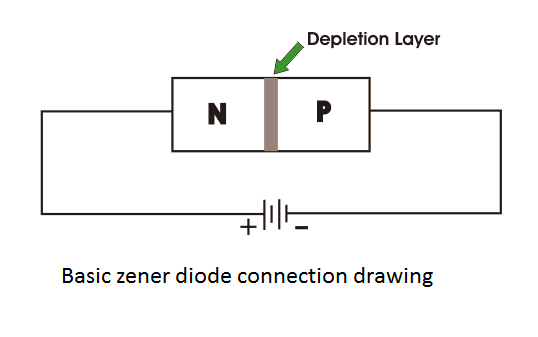 Depletion Layer
N P
+ -
Basic zener diode connection drawing